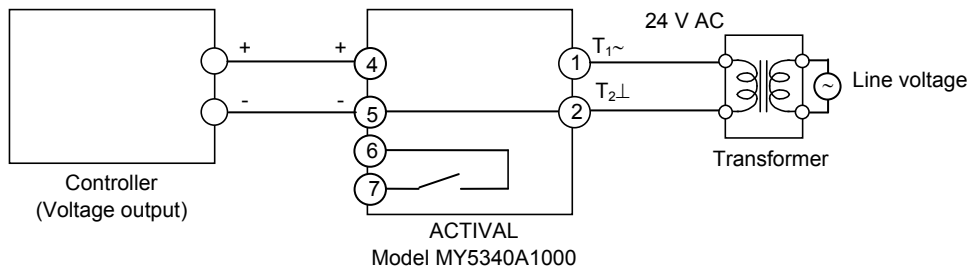 24 V AC
+ + 4
1 T₁~
- - 5
2 T₂⊥
6
7
~ Line voltage
Transformer
Controller
(Voltage output)
ACTIVAL
Model MY5340A1000